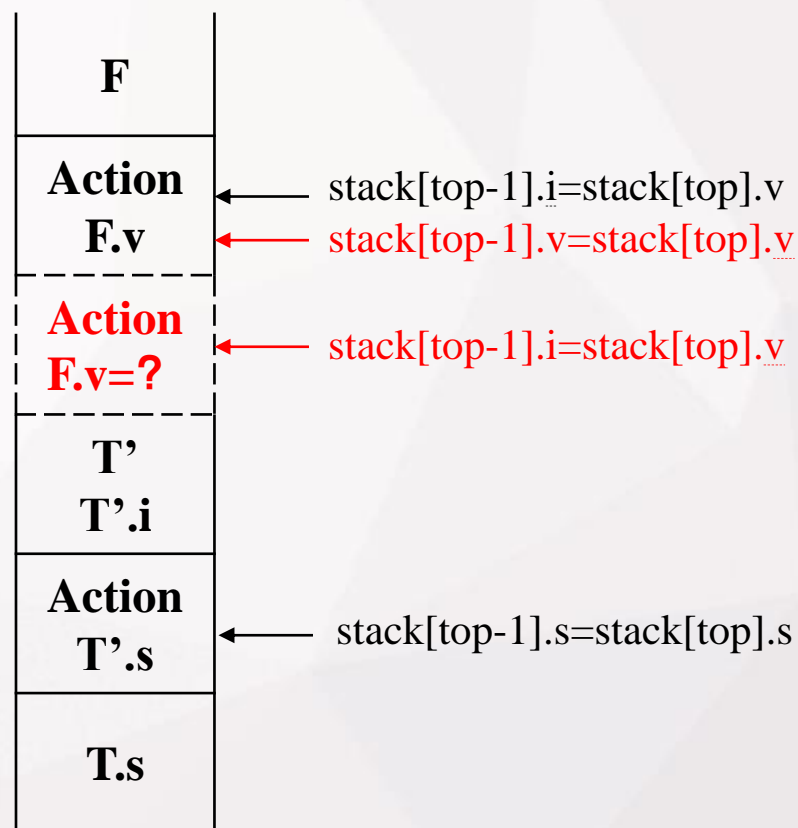 F
Action
F.v
stack[top-1].i=stack[top].v
stack[top-1].v=stack[top].v
Action
F.v=?
stack[top-1].i=stack[top].v
T’
T’.i
Action
T’.s
stack[top-1].s=stack[top].s
T.s